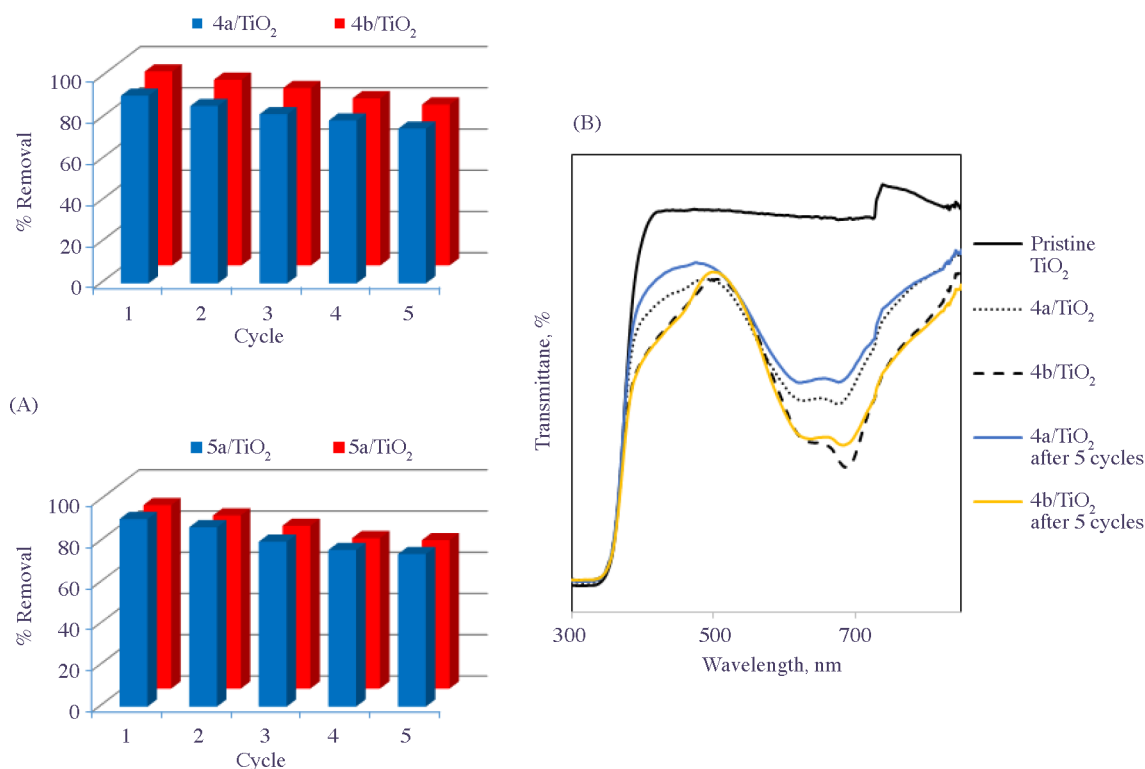 4a/TiO₂ 4b/TiO₂
100
80
60
40
20
0
% Removal
1 2 3 4 5
Cycle
(A)
5a/TiO₂ 5a/TiO₂
100
80
60
40
20
0
% Removal
1 2 3 4 5
Cycle
(B)
Transmittane, %
300 500 700
Wavelength, nm
Pristine
TiO₂
4a/TiO₂
4b/TiO₂
4a/TiO₂
after 5 cycles
4b/TiO₂
after 5 cycles